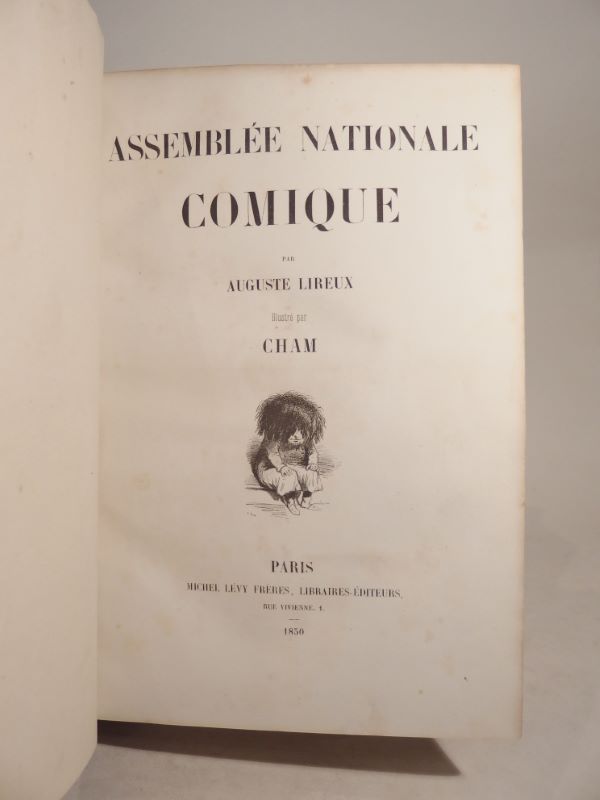 ASSEMBLÉE NATIONALE
COMIQUE
PAR
AUGUSTE LIREUX
Illustré par
CHAM
PARIS
MICHEL LÉVY FRÈRES, LIBRAIRES-ÉDITEURS,
RUE VIVIENNE, 1.
1850